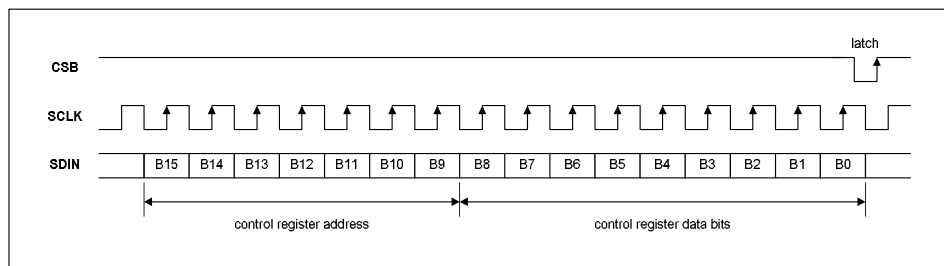 latch
CSB
SCLK
SDIN B15 B14 B13 B12 B11 B10 B9 B8 B7 B6 B5 B4 B3 B2 B1 B0
control register address control register data bits